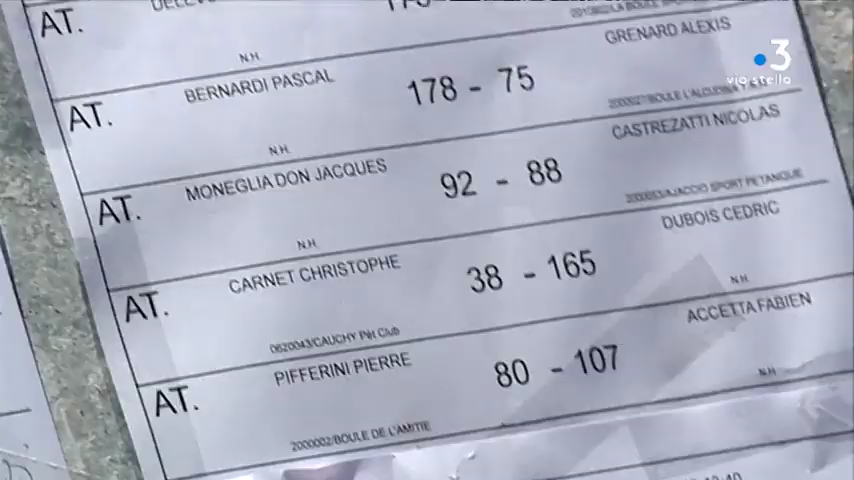 AT.
3
via stella
N.H.
GRENARD ALEXIS
AT. BERNARDI PASCAL 178 - 75
N.H.
CASTREZATTI NICOLAS
AT. MONEGLIA DON JACQUES 92 - 88
AJACCIO SPORT PETANQUE
N.H.
DUBOIS CEDRIC
AT. CARNET CHRISTOPHE 38 - 165
N.H.
0620043/CAUCHY Pét Club
ACCETTA FABIEN
AT. PIFFERINI PIERRE 80 - 107
N.H.
2000002/BOULE DE L'AMITIE